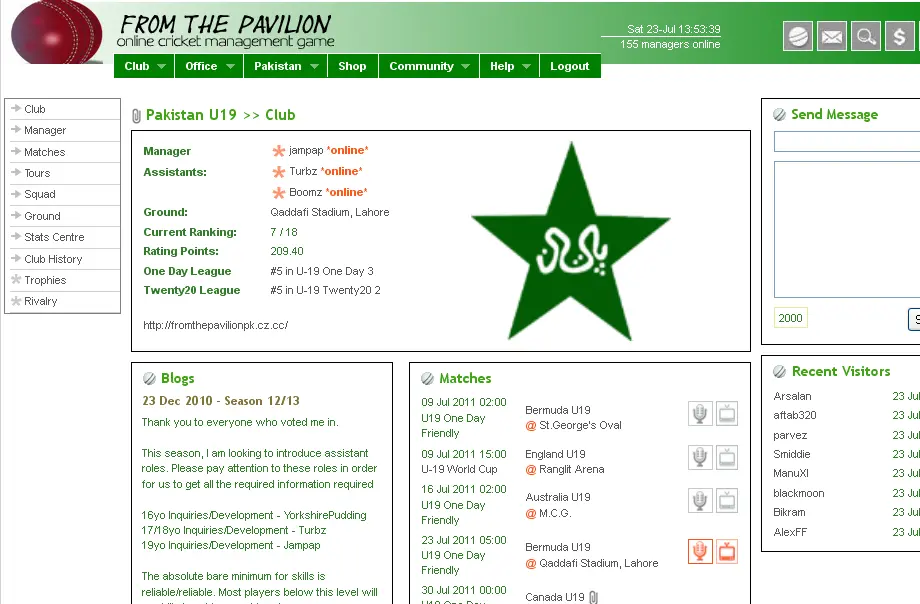 FROM THE PAVILION
online cricket management game
Sat 23-Jul 13:53:39
155 managers online
Club Office Pakistan Shop Community Help Logout
Club
Manager
Matches
Tours
Squad
Ground
Stats Centre
Club History
Trophies
Rivalry
Pakistan U19 >> Club
Manager jampap *online*
Assistants: Turbz *online*
Boomz *online*
Ground: Qaddafi Stadium, Lahore
Current Ranking: 7 / 18
Rating Points: 209.40
One Day League #5 in U-19 One Day 3
Twenty20 League #5 in U-19 Twenty20 2
http://fromthepavilionpk.cz.cc/
Blogs
23 Dec 2010 - Season 12/13
Thank you to everyone who voted me in.
This season, I am looking to introduce assistant
roles. Please pay attention to these roles in order
for us to get all the required information required
16yo Inquiries/Development - YorkshirePudding
17/18yo Inquiries/Development - Turbz
19yo Inquiries/Development - Jampap
The absolute bare minimum for skills is
reliable/reliable. Most players below this level will
Matches
09 Jul 2011 02:00
U19 One Day
Friendly
Bermuda U19
@ St.George's Oval
09 Jul 2011 15:00
U-19 World Cup
England U19
@ Ranglit Arena
16 Jul 2011 02:00
U19 One Day
Friendly
Australia U19
@ M.C.G.
23 Jul 2011 05:00
U19 One Day
Friendly
Bermuda U19
@ Qaddafi Stadium, Lahore
30 Jul 2011 00:00
Canada U19
Send Message
2000
Recent Visitors
Arsalan 23 Jul
aftab320 23 Jul
parvez 23 Jul
Smiddie 23 Jul
ManuXI 23 Jul
blackmoon 23 Jul
Bikram 23 Jul
AlexFF 23 Jul